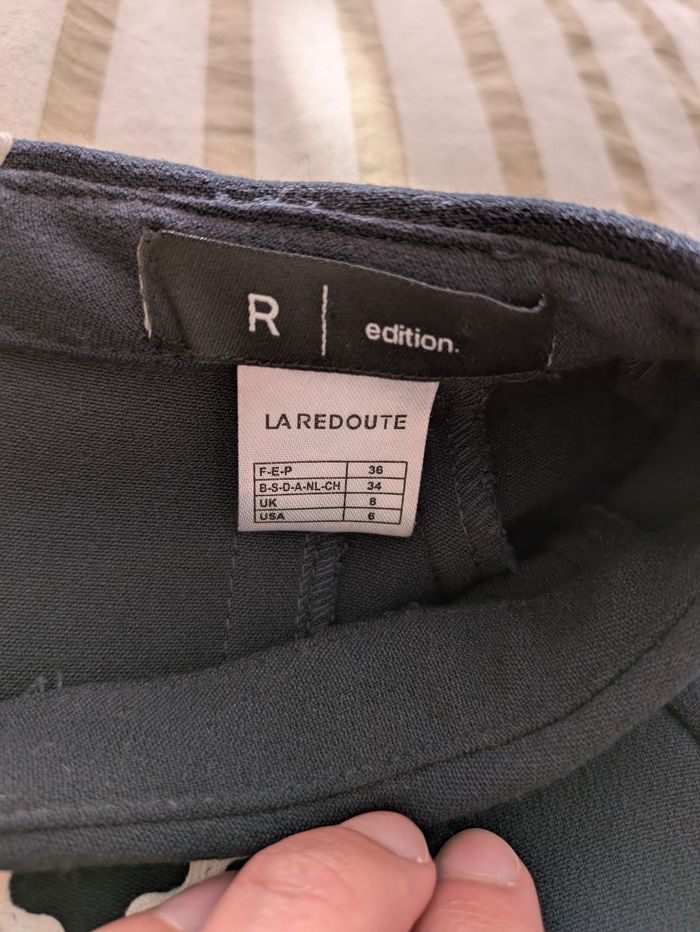 R | edition.
LA REDOUTE
F-E-P 36
B-S-D-A-NL-CH 34
UK 8
USA 6